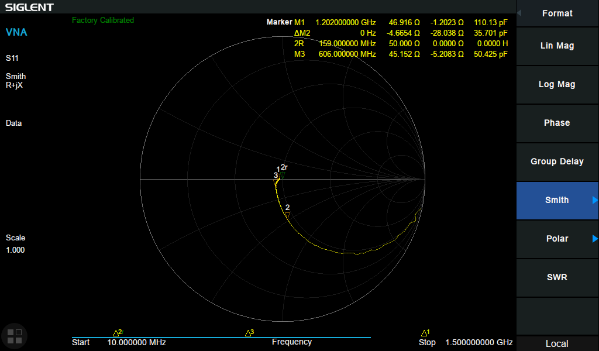 SIGLENT
Factory Calibrated
VNA
S11
Smith
R+jX
Data
Scale
1.000
Marker M1 1.202000000 GHz 46.916 Ω -1.2023 Ω 110.13 pF
ΔM2 0 Hz -4.6654 Ω -28.038 Ω 35.701 pF
2R 159.000000 MHz 50.000 Ω 0.0000 Ω 0.0000 H
M3 606.000000 MHz 45.152 Ω -5.2083 Ω 50.425 pF
1 2r
3
2
2 3 1
Start 10.000000 MHz Frequency Stop 1.500000000 GHz
Format
Lin Mag
Log Mag
Phase
Group Delay
Smith
Polar
SWR
Local